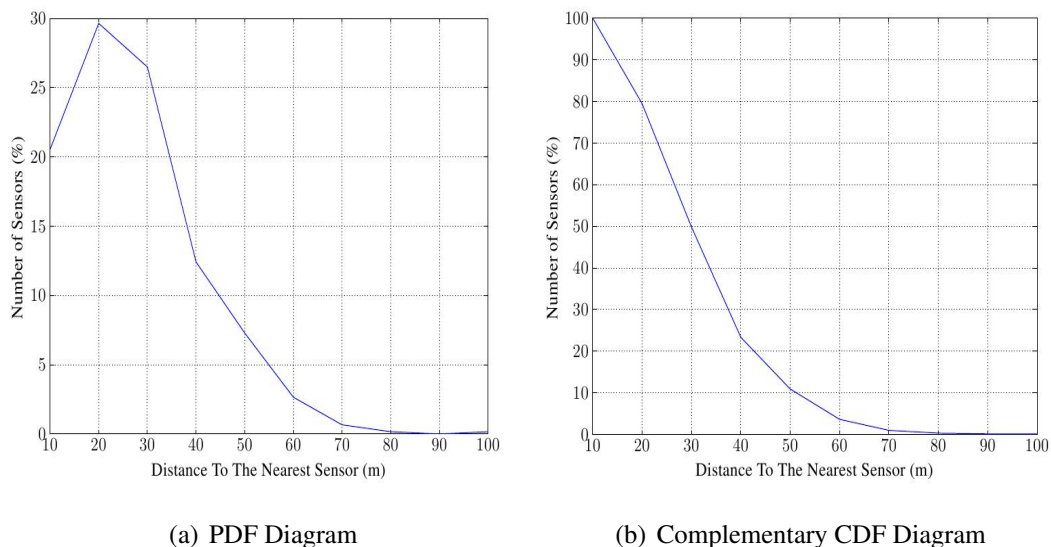 30
25
20
15
10
5
0
10 20 30 40 50 60 70 80 90 100
Number of Sensors (%)
Distance To The Nearest Sensor (m)
(a) PDF Diagram
100
90
80
70
60
50
40
30
20
10
0
10 20 30 40 50 60 70 80 90 100
Number of Sensors (%)
Distance To The Nearest Sensor (m)
(b) Complementary CDF Diagram